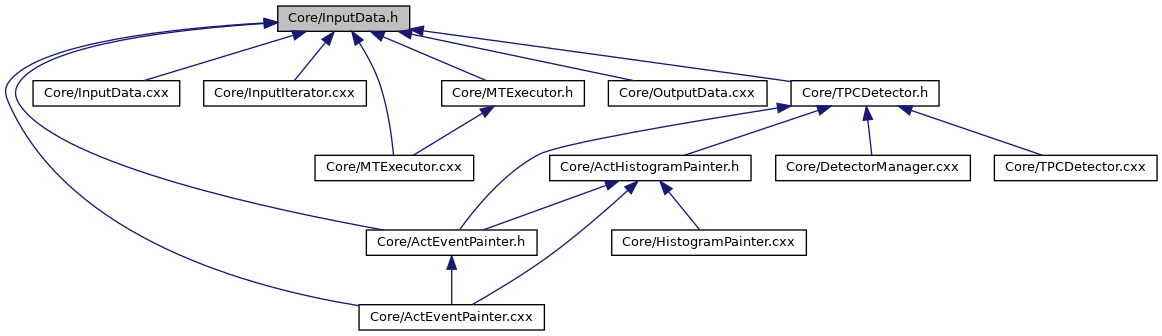 Core/InputData.h
Core/InputData.cxx
Core/InputIterator.cxx
Core/MTExecutor.h
Core/OutputData.cxx
Core/TPCDetector.h
Core/MTExecutor.cxx
Core/ActHistogramPainter.h
Core/DetectorManager.cxx
Core/TPCDetector.cxx
Core/ActEventPainter.h
Core/HistogramPainter.cxx
Core/ActEventPainter.cxx